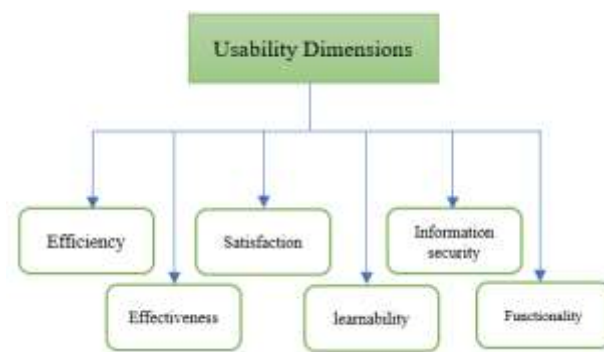 Usability Dimensions
Efficiency
Satisfaction
Information
security
Effectiveness
learnability
Functionality